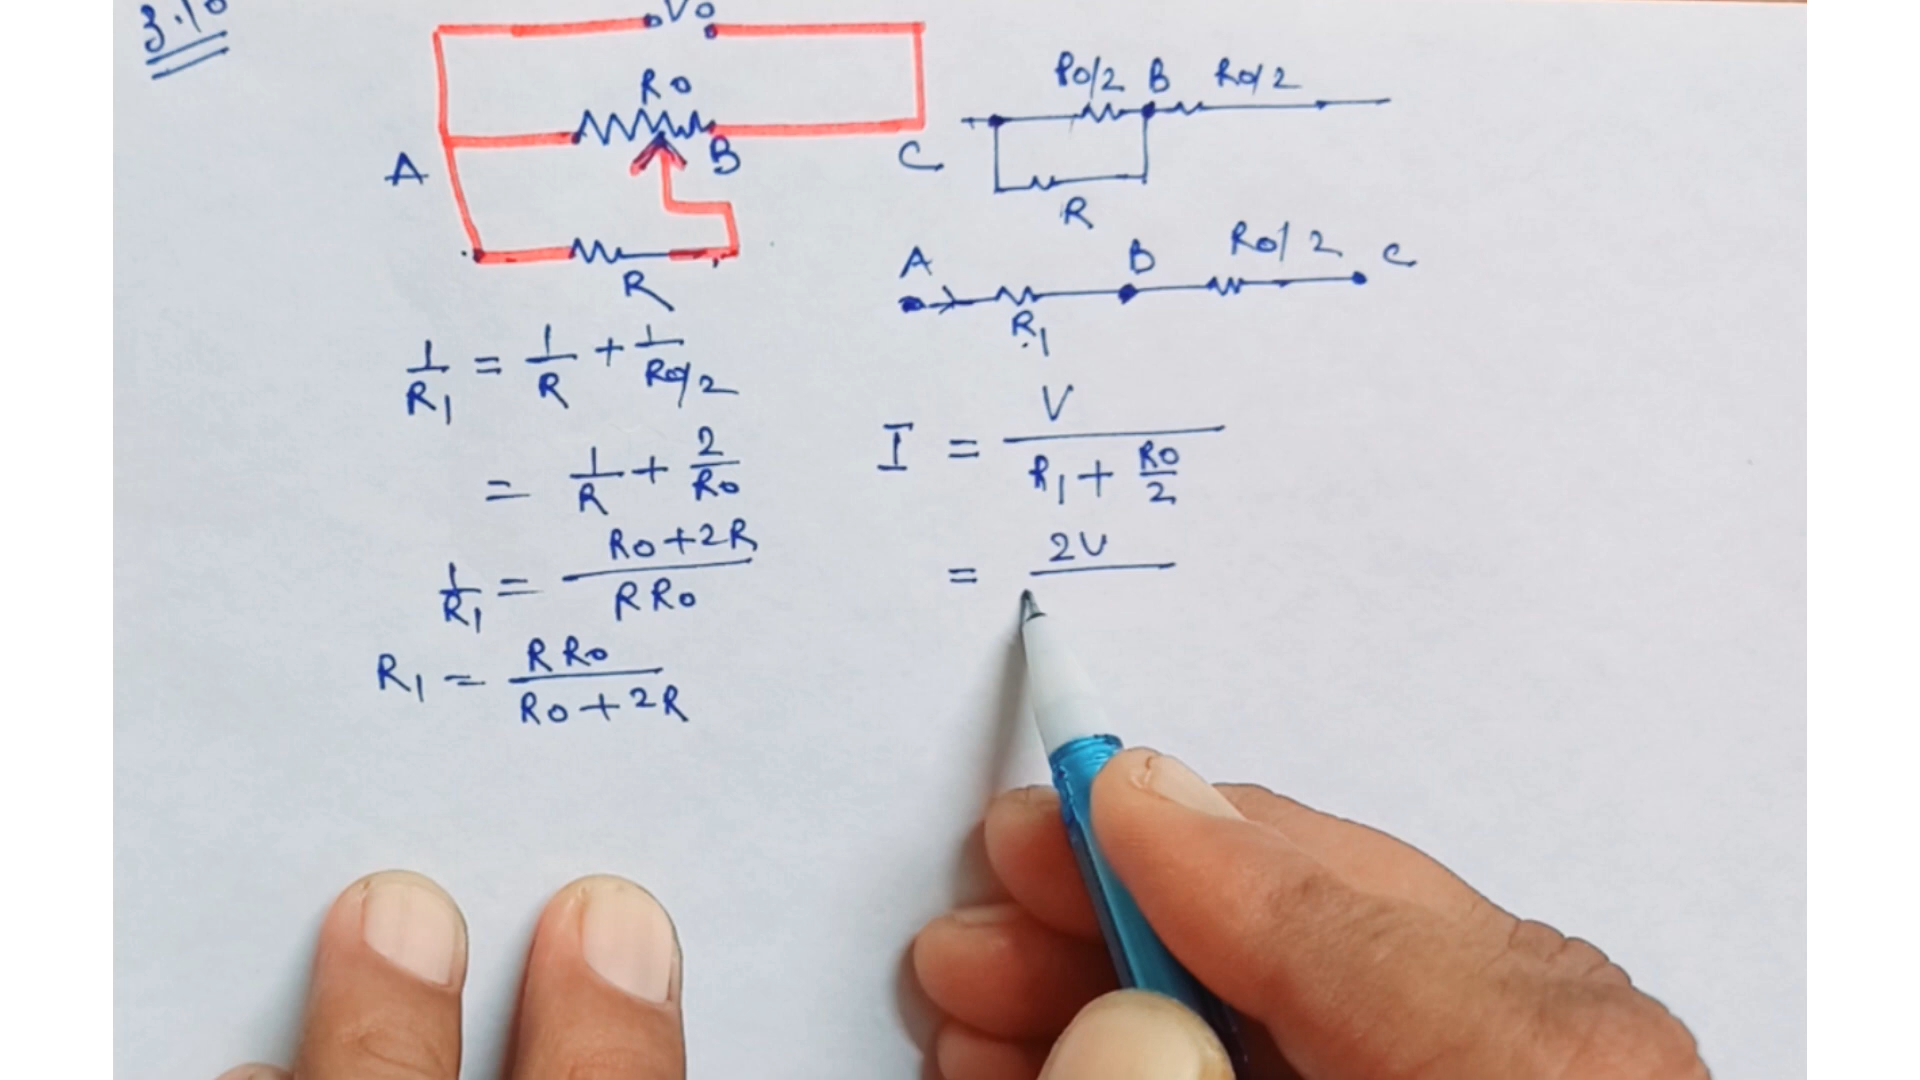 3.10
V0
R0
A
B
C
R
R0/2 B R0/2
R
A B R0/2 C
R1
1/R1 = 1/R + 1/R0/2
= 1/R + 2/R0
1/R1 = R0+2R/RR0
R1 = RR0/R0+2R
I = V/R1+R0/2
= 2V